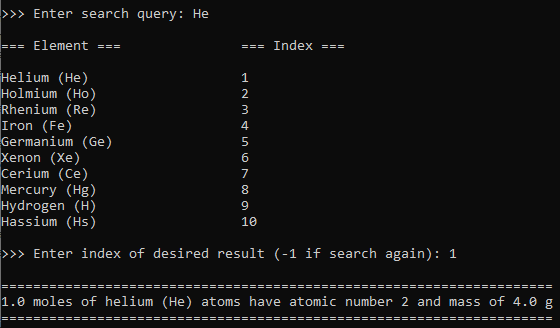 >>> Enter search query: He
=== Element === === Index ===
Helium (He) 1
Holmium (Ho) 2
Rhenium (Re) 3
Iron (Fe) 4
Germanium (Ge) 5
Xenon (Xe) 6
Cerium (Ce) 7
Mercury (Hg) 8
Hydrogen (H) 9
Hassium (Hs) 10
>>> Enter index of desired result (-1 if search again): 1
=====================================================================
1.0 moles of helium (He) atoms have atomic number 2 and mass of 4.0 g
=====================================================================